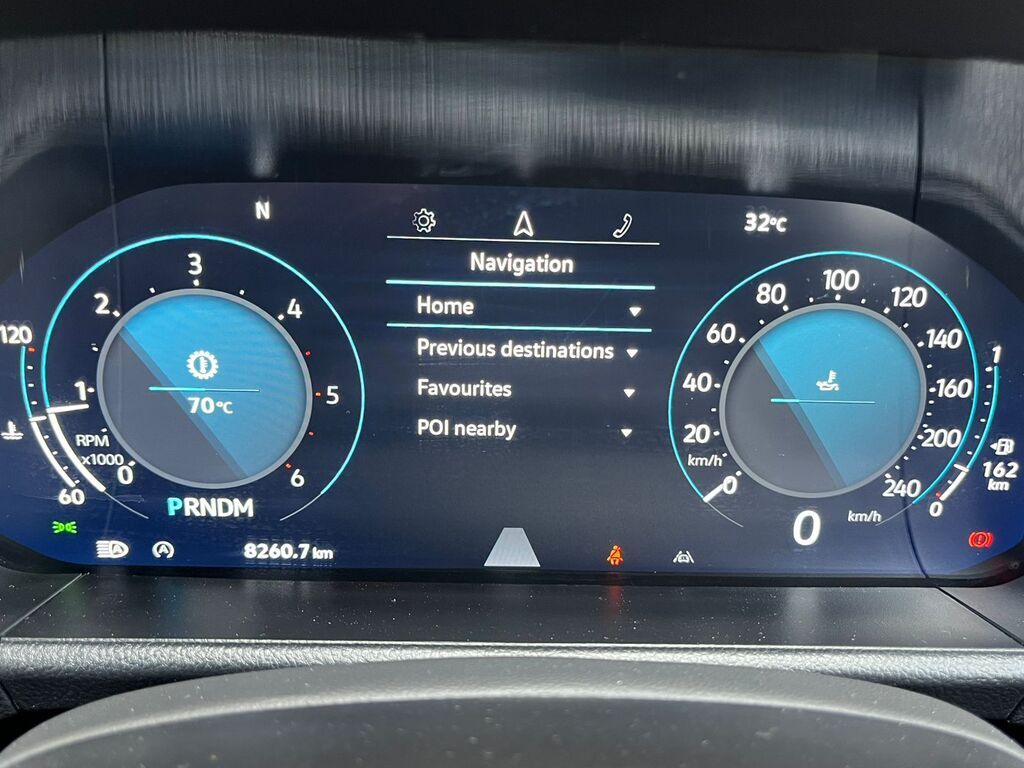 N
32°C
Navigation
Home
Previous destinations
Favourites
POI nearby
120
60
3
2
4
1
5
0
6
RPM
x1000
70°C
PRNDM
8260.7 km
100
80
120
60
140
40
160
20
200
0
240
km/h
0
km/h
1
0
162
km